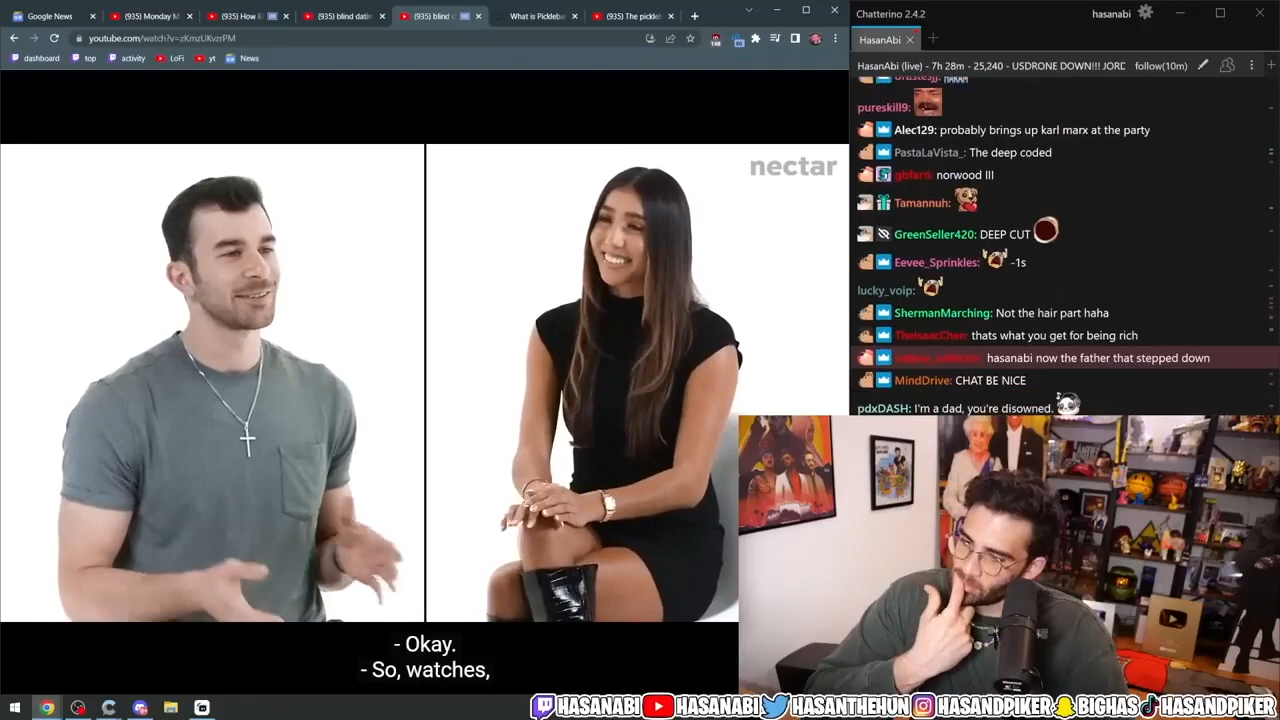 Google News
(935) Monday M
(935) How B
(935) blind datin
(935) blind d
What is Pickleba
(935) The pickleb
youtube.com/watch?v=zKmzUKvzrPM
dashboard
top
activity
LoFi
yt
News
nectar
- Okay.
- So, watches,
Chatterino 2.4.2
hasanabi
HasanAbi
HasanAbi (live) - 7h 28m - 25,240 - USDRONE DOWN!!! JORD
follow(10m)
pureskill9:
Alec129: probably brings up karl marx at the party
PastaLaVista_: The deep coded
gbfarti: norwood III
Tamannuh:
GreenSeller420: DEEP CUT
Eevee_Sprinkles: -1s
lucky_voip:
ShermanMarching: Not the hair part haha
TheIsaacChen: thats what you get for being rich
hasanabi now the father that stepped down
MindDrive: CHAT BE NICE
pdxDASH: I'm a dad, you're disowned.
HASANABI
HASANABI
HASANTHEHUN
HASANDPIKER
BIGHAS
HASANDPIKER